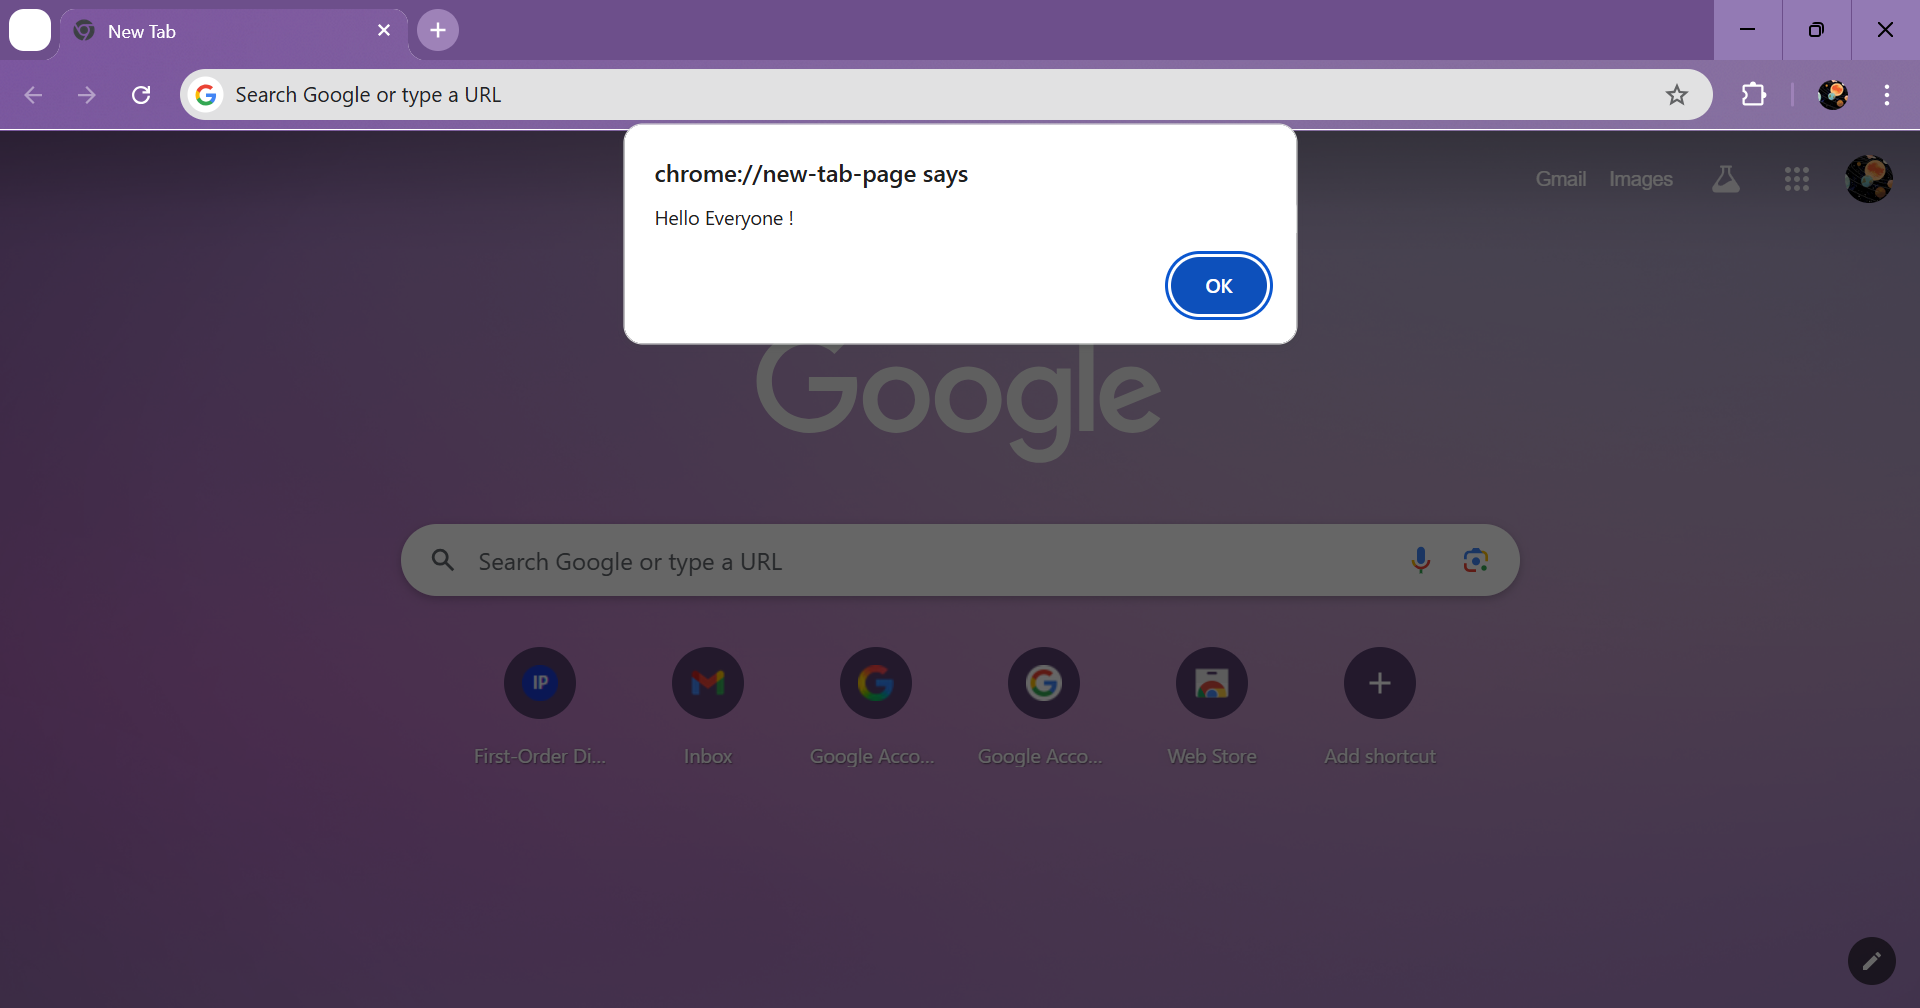 New Tab
Search Google or type a URL
chrome://new-tab-page says
Hello Everyone !
OK
Gmail Images
Google
Search Google or type a URL
IP
First-Order Di... Inbox Google Acco... Google Acco... Web Store Add shortcut